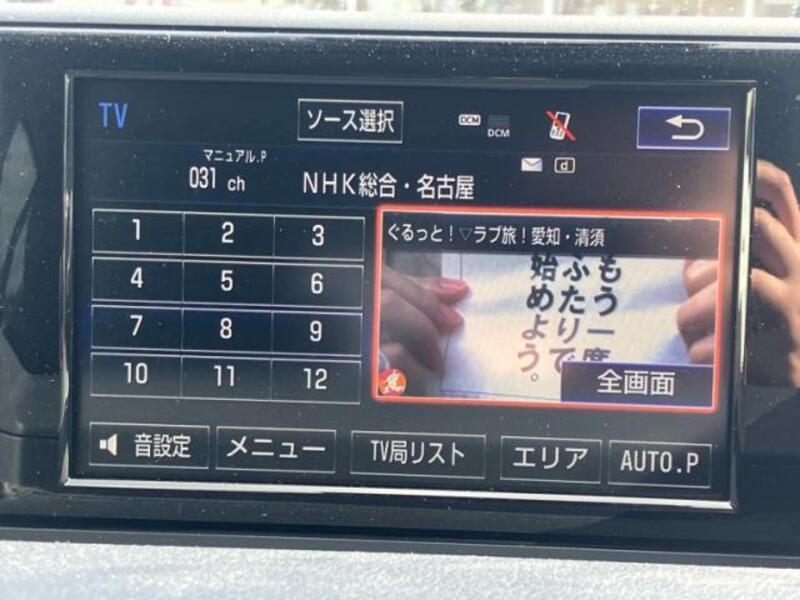 TV
ソース選択
DCM
DCM
マニュアル.P
031 ch
NHK総合・名古屋
d
1 2 3
4 5 6
7 8 9
10 11 12
ぐるっと！▽ラブ旅！愛知・清須
もう一度
ふたりで
始めよう。
全画面
音設定
メニュー
TV局リスト
エリア
AUTO.P